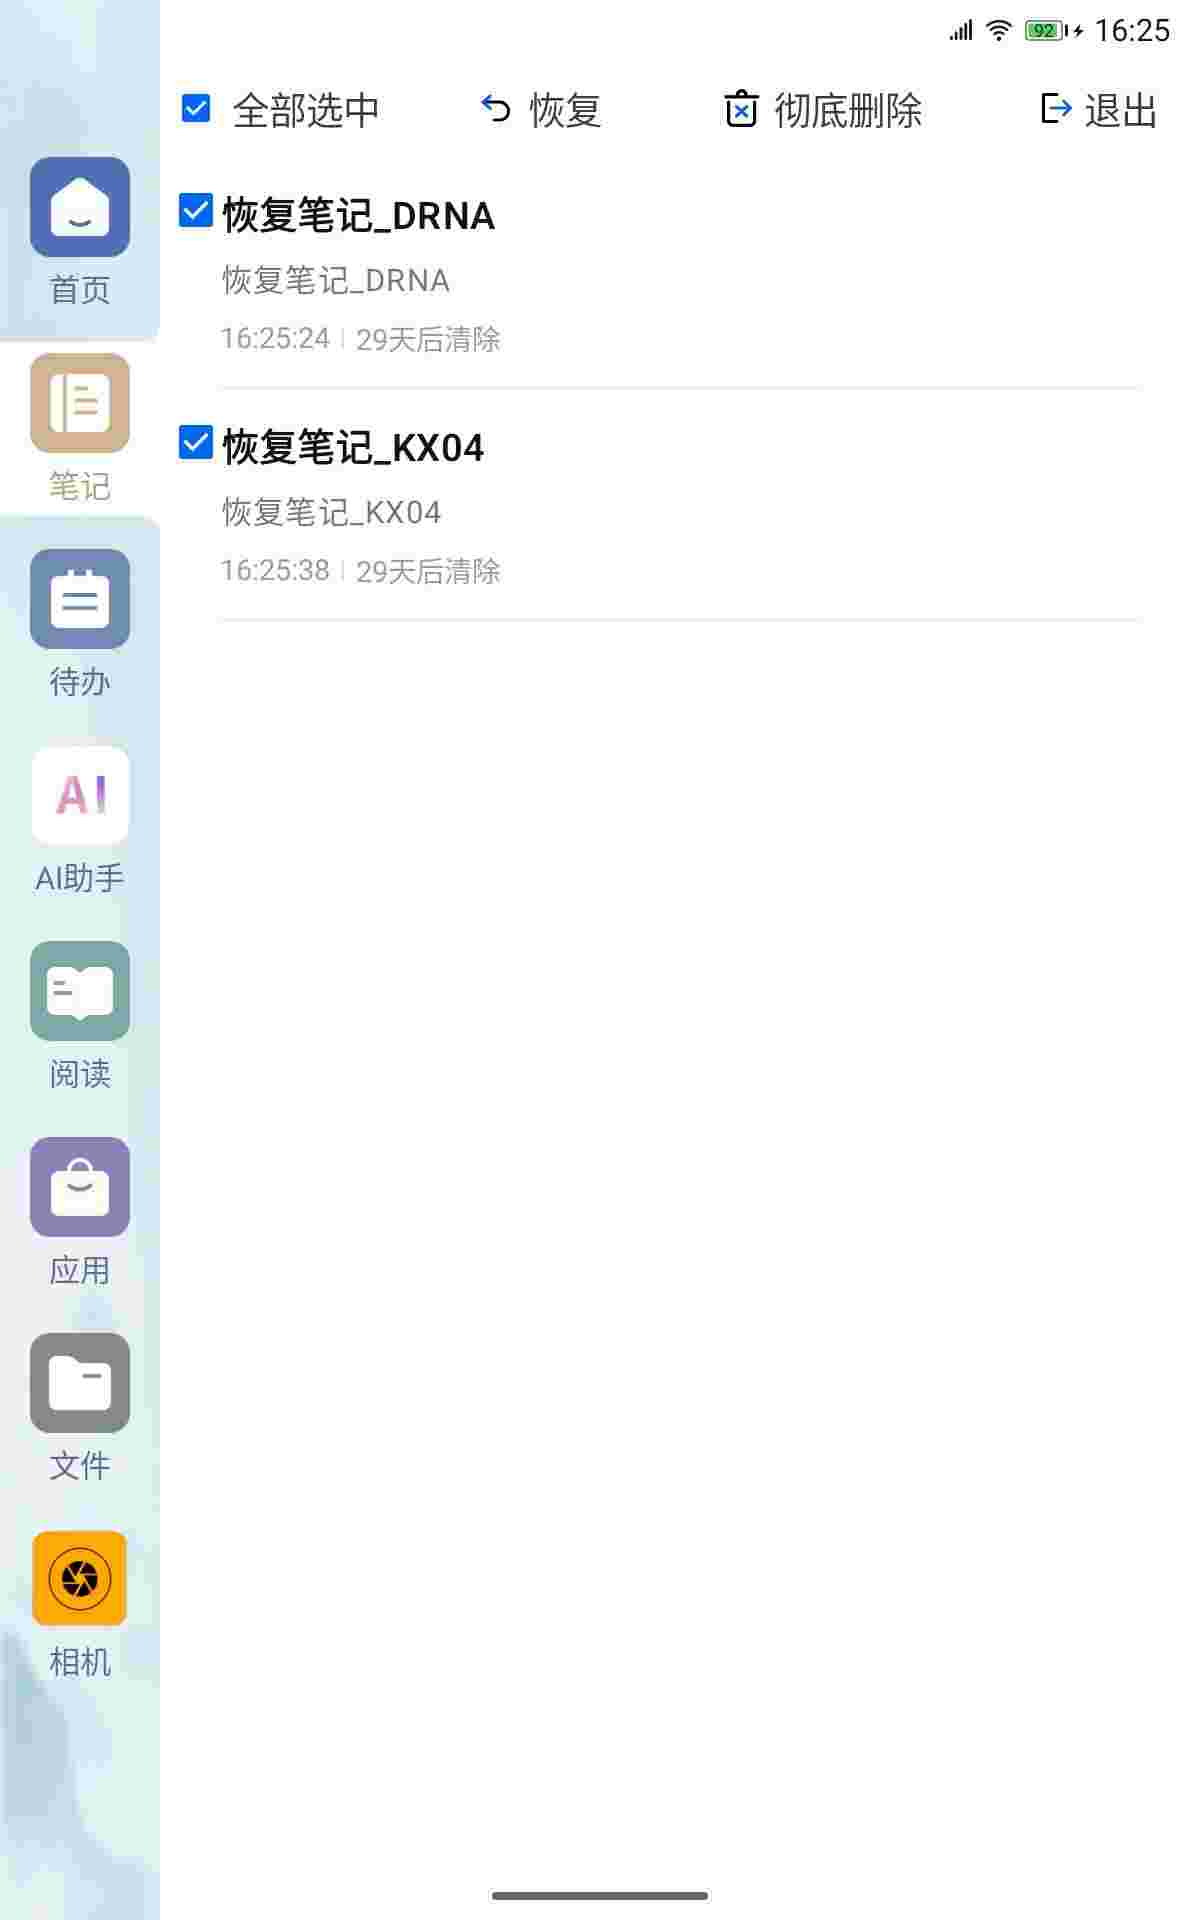 92 16:25
全部选中 恢复 彻底删除 退出
恢复笔记_DRNA
恢复笔记_DRNA
16:25:24 29天后清除
恢复笔记_KX04
恢复笔记_KX04
16:25:38 29天后清除
首页
笔记
待办
AI
AI助手
阅读
应用
文件
相机